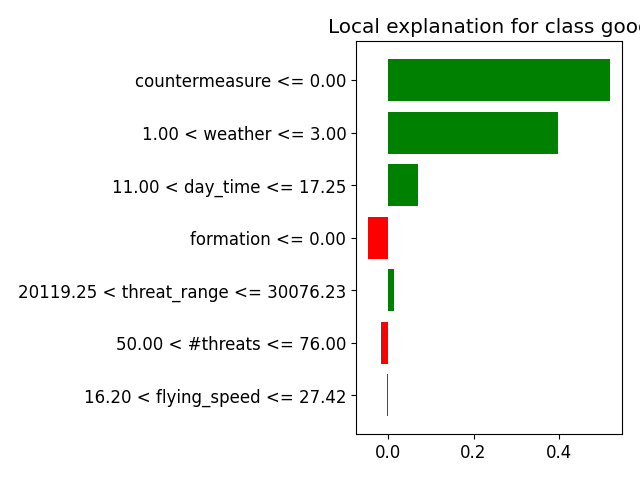 Local explanation for class good
countermeasure <= 0.00
1.00 < weather <= 3.00
11.00 < day_time <= 17.25
formation <= 0.00
20119.25 < threat_range <= 30076.23
50.00 < #threats <= 76.00
16.20 < flying_speed <= 27.42
0.0 0.2 0.4